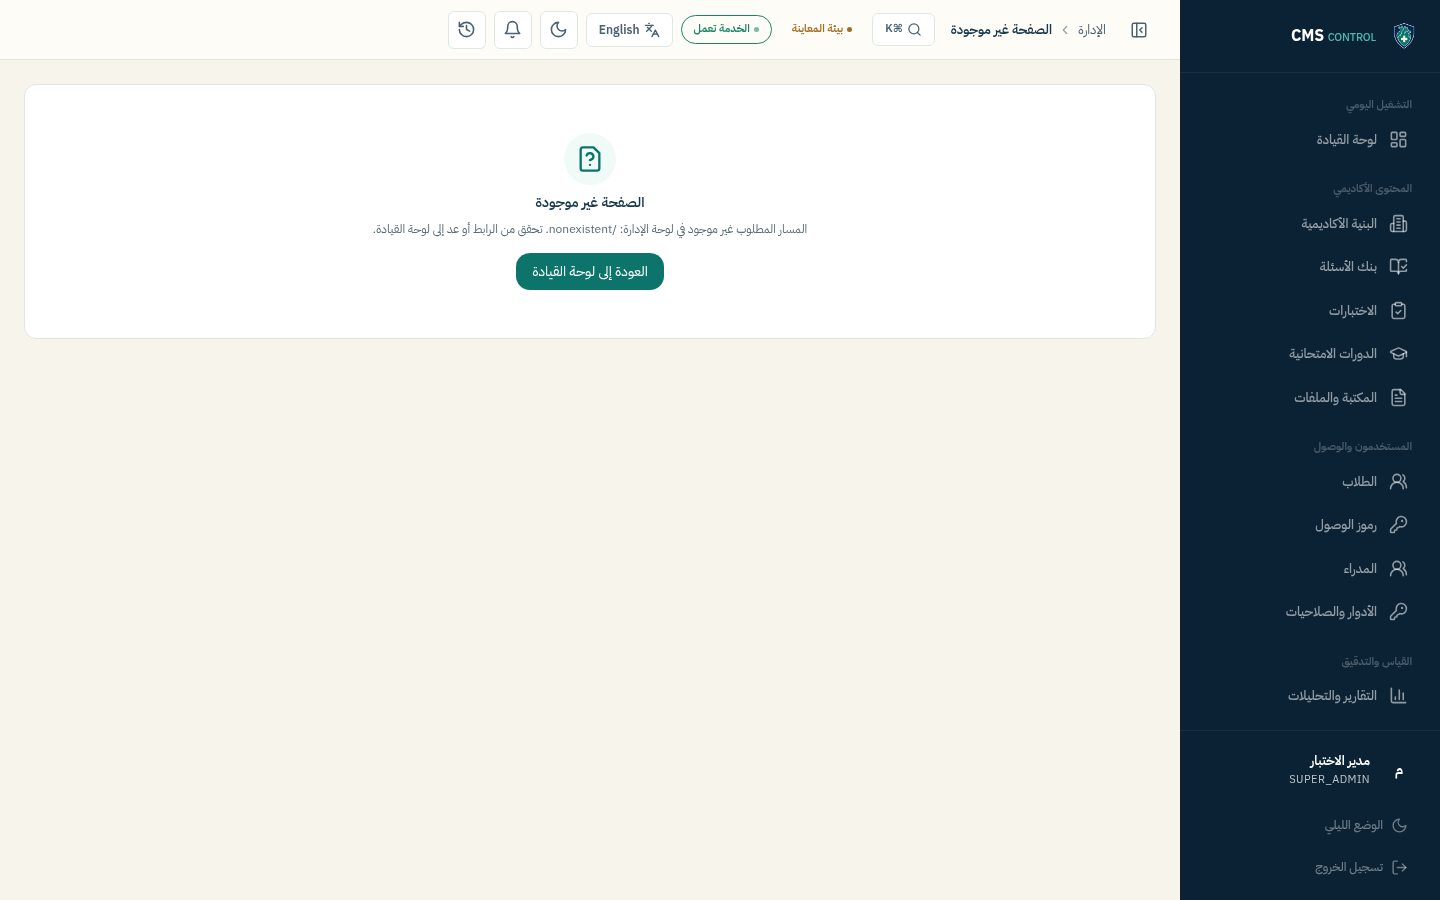 CMS CONTROL
التشغيل اليومي
لوحة القيادة
المحتوى الأكاديمي
البنية الأكاديمية
بنك الأسئلة
الاختبارات
الدورات الامتحانية
المكتبة والملفات
المستخدمون والوصول
الطلاب
رموز الوصول
المدراء
الأدوار والصلاحيات
القياس والتدقيق
التقارير والتحليلات
م
مدير الاختبار
SUPER_ADMIN
الوضع الليلي
تسجيل الخروج
الإدارة
الصفحة غير موجودة
⌘K
بيئة المعاينة
الخدمة تعمل
English
الصفحة غير موجودة
المسار المطلوب غير موجود في لوحة الإدارة: /nonexistent. تحقق من الرابط أو عد إلى لوحة القيادة.
العودة إلى لوحة القيادة